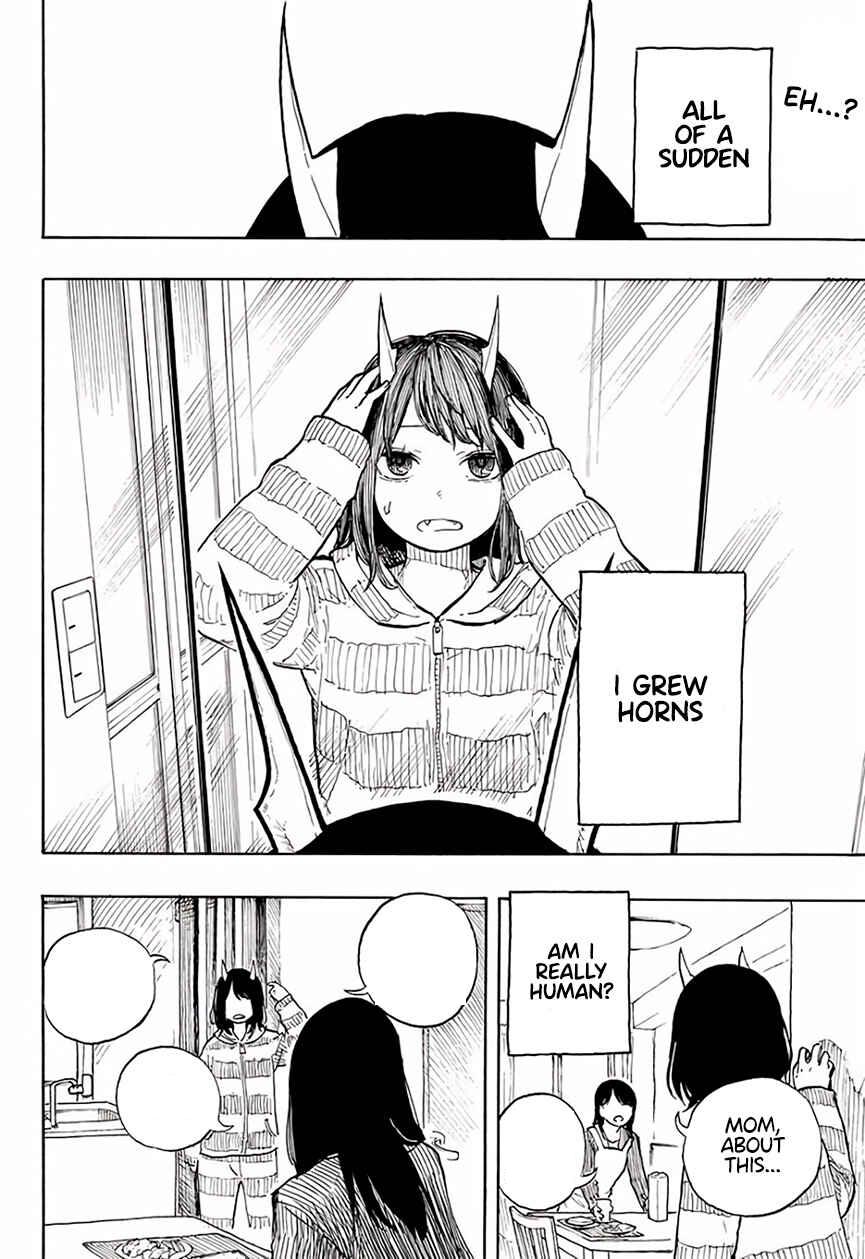 EH...?
ALL
OF A
SUDDEN
I GREW
HORNS
MOM,
ABOUT
THIS...
AM I
REALLY
HUMAN?